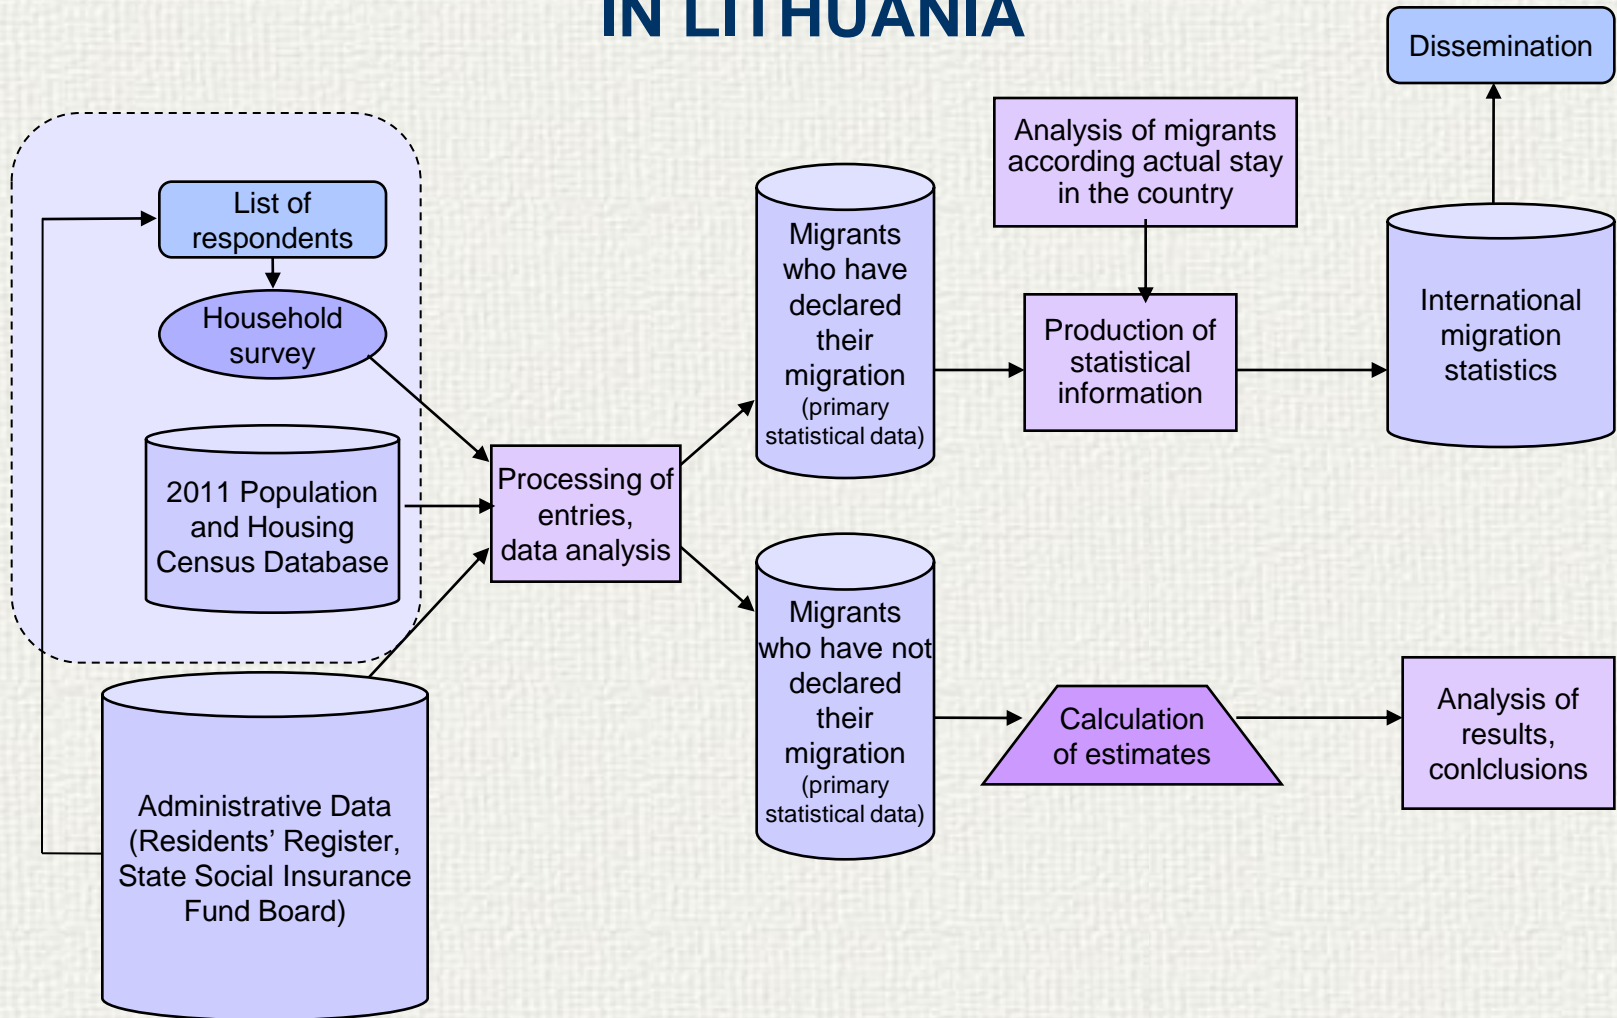 IN LITHUANIA
Dissemination
Analysis of migrants
according actual stay
in the country
List of
respondents
Household
survey
2011 Population
and Housing
Census Database
Administrative Data
(Residents’ Register,
State Social Insurance
Fund Board)
Processing of
entries,
data analysis
Migrants
who have
declared
their
migration
(primary
statistical data)
Production of
statistical
information
International
migration
statistics
Migrants
who have not
declared
their
migration
(primary
statistical data)
Calculation
of estimates
Analysis of
results,
conlclusions